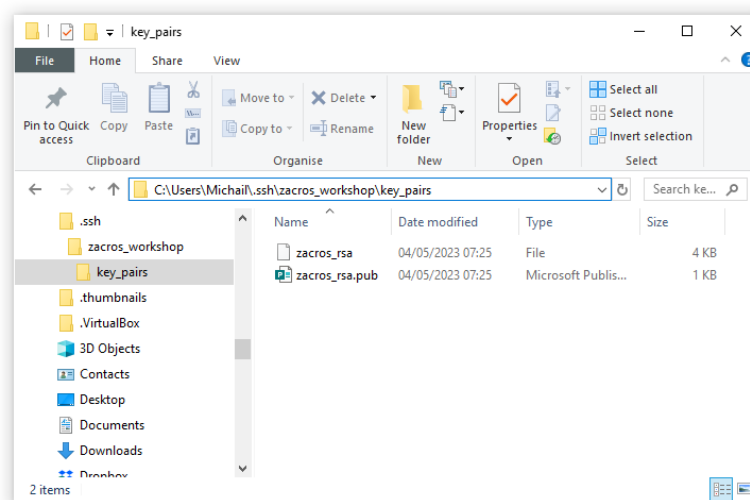 key_pairs
File Home Share View
Pin to Quick access
Copy
Paste
Clipboard
Move to
Copy to
Delete
Rename
Organise
New folder
New
Properties
Open
Select all
Select none
Invert selection
Select
C:\Users\Michail\.ssh\zacros_workshop\key_pairs
Search ke...
.ssh
zacros_workshop
key_pairs
.thumbnails
.VirtualBox
3D Objects
Contacts
Desktop
Documents
Downloads
Dropbox
Name Date modified Type Size
zacros_rsa 04/05/2023 07:25 File 4 KB
zacros_rsa.pub 04/05/2023 07:25 Microsoft Publis... 1 KB
2 items